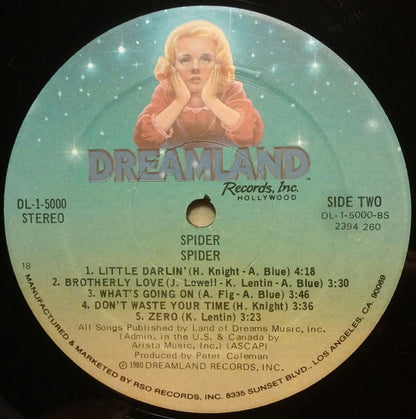 DREAMLAND™
Records, Inc.
HOLLYWOOD
DL-1-5000
STEREO
SIDE TWO
DL-1-5000-BS
2394 260
SPIDER
SPIDER
18
1. LITTLE DARLIN' (H. Knight - A. Blue) 4:18
2. BROTHERLY LOVE (J. Lowell - K. Lentin - A. Blue) 3:30
3. WHAT'S GOING ON (A. Fig - A. Blue) 3:46
4. DON'T WASTE YOUR TIME (H. Knight) 3:36
5. ZERO (K. Lentin) 3:23
All Songs Published by Land of Dreams Music, Inc.
(Admin. in the U.S. & Canada by
Arista Music, Inc.) (ASCAP)
Produced by Peter Coleman
Ⓟ 1980 DREAMLAND RECORDS, INC.
MANUFACTURED & MARKETED BY RSO RECORDS, INC. 8335 SUNSET BLVD., LOS ANGELES, CA. 90069